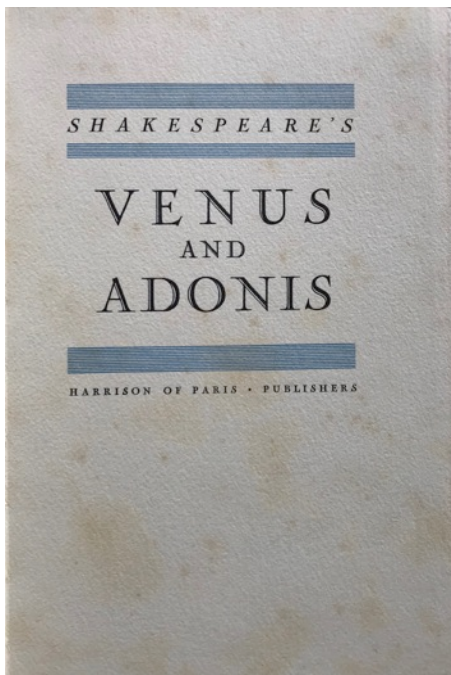 SHAKESPEARE'S
VENUS
AND
ADONIS
HARRISON OF PARIS · PUBLISHERS